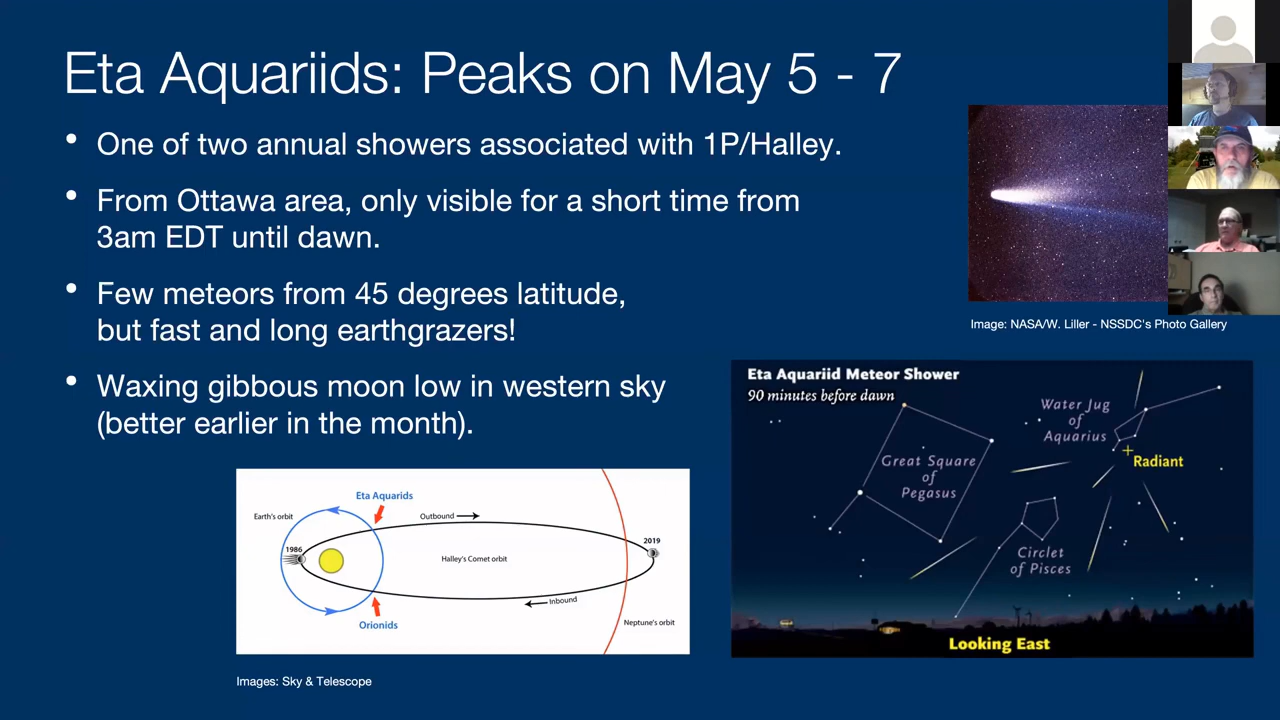 Eta Aquariids: Peaks on May 5 - 7
• One of two annual showers associated with 1P/Halley.
• From Ottawa area, only visible for a short time from
3am EDT until dawn.
• Few meteors from 45 degrees latitude,
but fast and long earthgrazers!
• Waxing gibbous moon low in western sky
(better earlier in the month).
Image: NASA/W. Liller - NSSDC's Photo Gallery
Eta Aquariid Meteor Shower
90 minutes before dawn
Water Jug
of
Aquarius
Radiant
Great Square
of
Pegasus
Circlet
of Pisces
Looking East
Eta Aquarids
Earth's orbit
Outbound
1986
2019
Halley's Comet orbit
Inbound
Orionids
Neptune's orbit
Images: Sky & Telescope